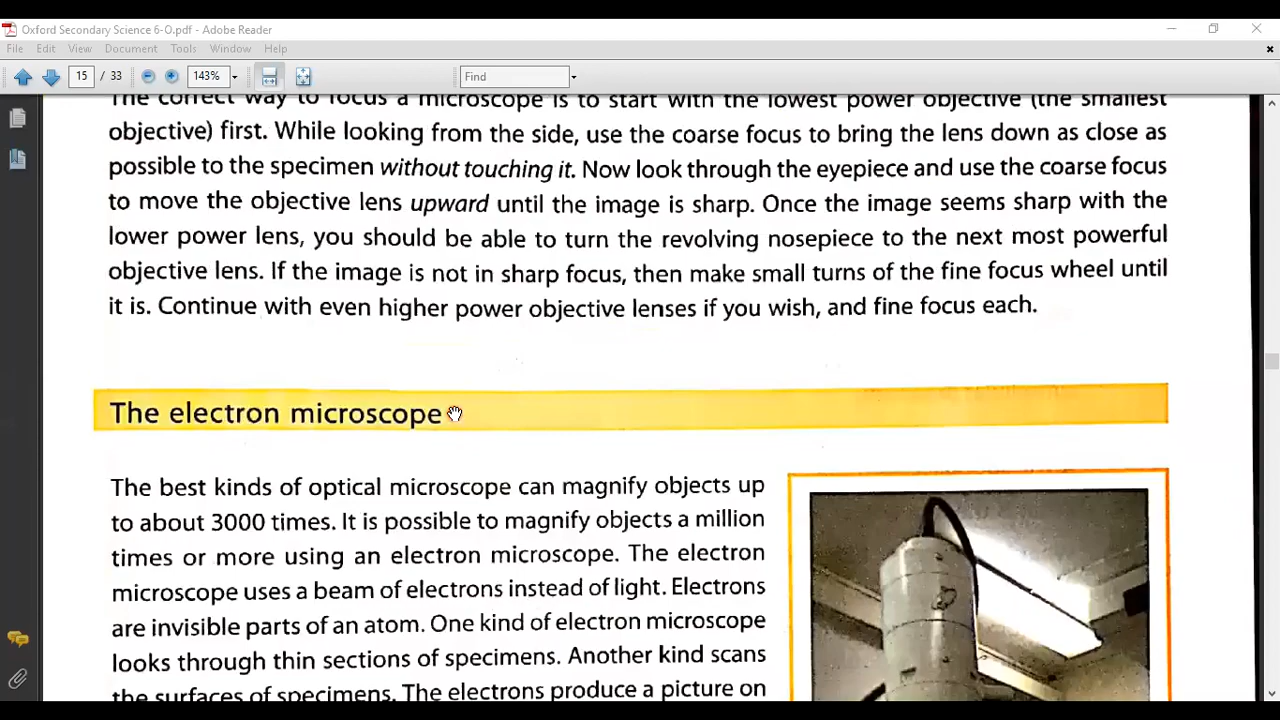 Oxford Secondary Science 6-O.pdf - Adobe Reader
File Edit View Document Tools Window Help
15 / 33 143% Find
The correct way to focus a microscope is to start with the lowest power objective (the smallest
objective) first. While looking from the side, use the coarse focus to bring the lens down as close as
possible to the specimen without touching it. Now look through the eyepiece and use the coarse focus
to move the objective lens upward until the image is sharp. Once the image seems sharp with the
lower power lens, you should be able to turn the revolving nosepiece to the next most powerful
objective lens. If the image is not in sharp focus, then make small turns of the fine focus wheel until
it is. Continue with even higher power objective lenses if you wish, and fine focus each.
The electron microscope
The best kinds of optical microscope can magnify objects up
to about 3000 times. It is possible to magnify objects a million
times or more using an electron microscope. The electron
microscope uses a beam of electrons instead of light. Electrons
are invisible parts of an atom. One kind of electron microscope
looks through thin sections of specimens. Another kind scans
the surfaces of specimens. The electrons produce a picture on